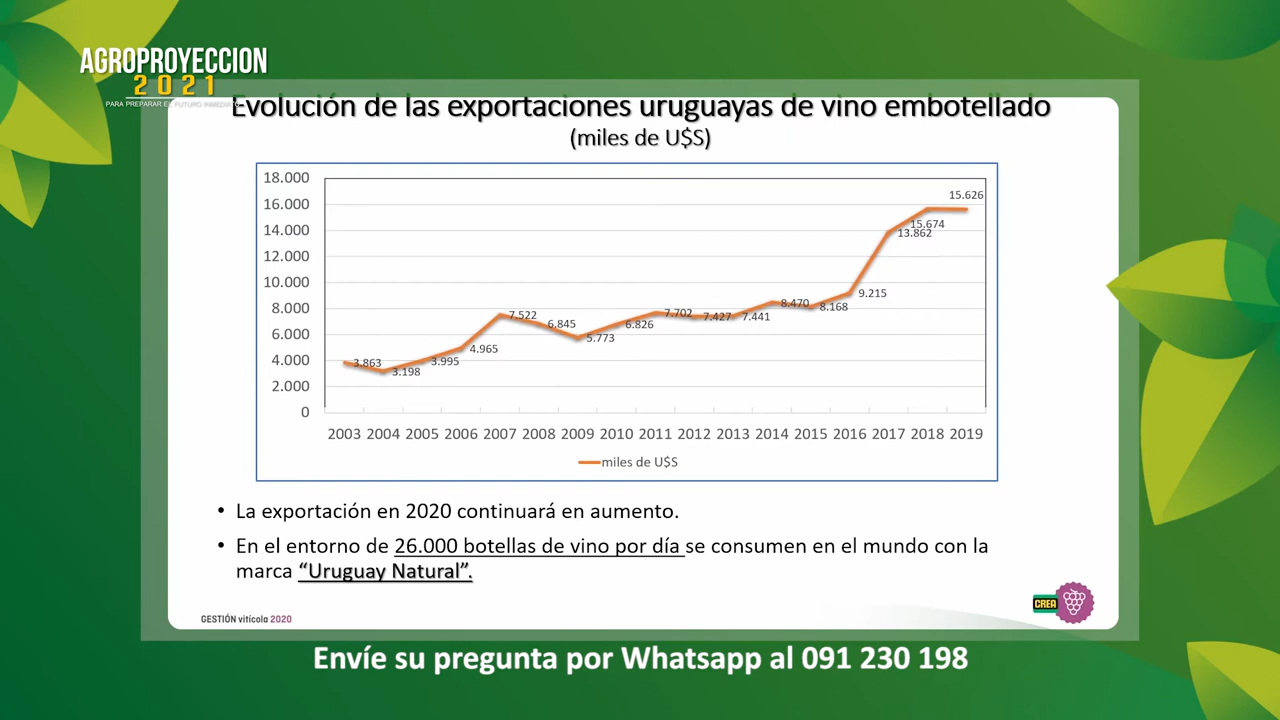 AGROPROYECCION
2021
PARA PREPARAR EL FUTURO INMEDIATO
Evolución de las exportaciones uruguayas de vino embotellado
(miles de U$S)
18.000
16.000
14.000
12.000
10.000
8.000
6.000
4.000
2.000
0
3.863
3.198
3.995
4.965
7.522
6.845
5.773
6.826
7.702
7.427
7.441
8.470
8.168
9.215
13.862
15.674
15.626
2003 2004 2005 2006 2007 2008 2009 2010 2011 2012 2013 2014 2015 2016 2017 2018 2019
miles de U$S
• La exportación en 2020 continuará en aumento.
• En el entorno de 26.000 botellas de vino por día se consumen en el mundo con la
marca “Uruguay Natural”.
CREA
GESTIÓN vitícola 2020
Envíe su pregunta por Whatsapp al 091 230 198